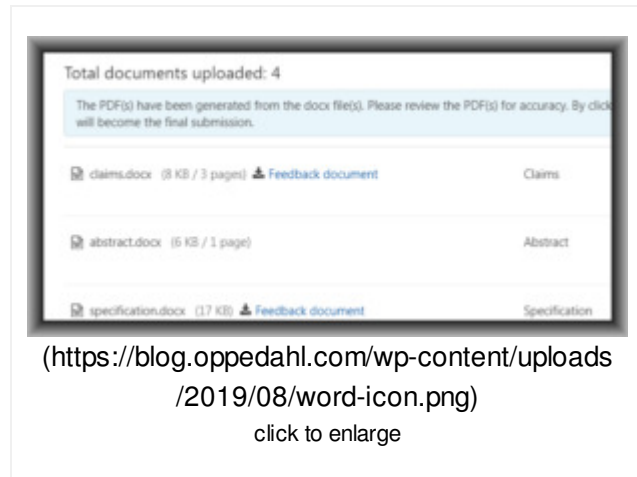 Total documents uploaded: 4
The PDF(s) have been generated from the docx file(s). Please review the PDF(s) for accuracy. By click
will become the final submission.
claims.docx (8 KB / 3 pages) Feedback document Claims
abstract.docx (6 KB / 1 page) Abstract
specification.docx (17 KB) Feedback document Specification
(https://blog.oppedahl.com/wp-content/uploads
/2019/08/word-icon.png)
click to enlarge